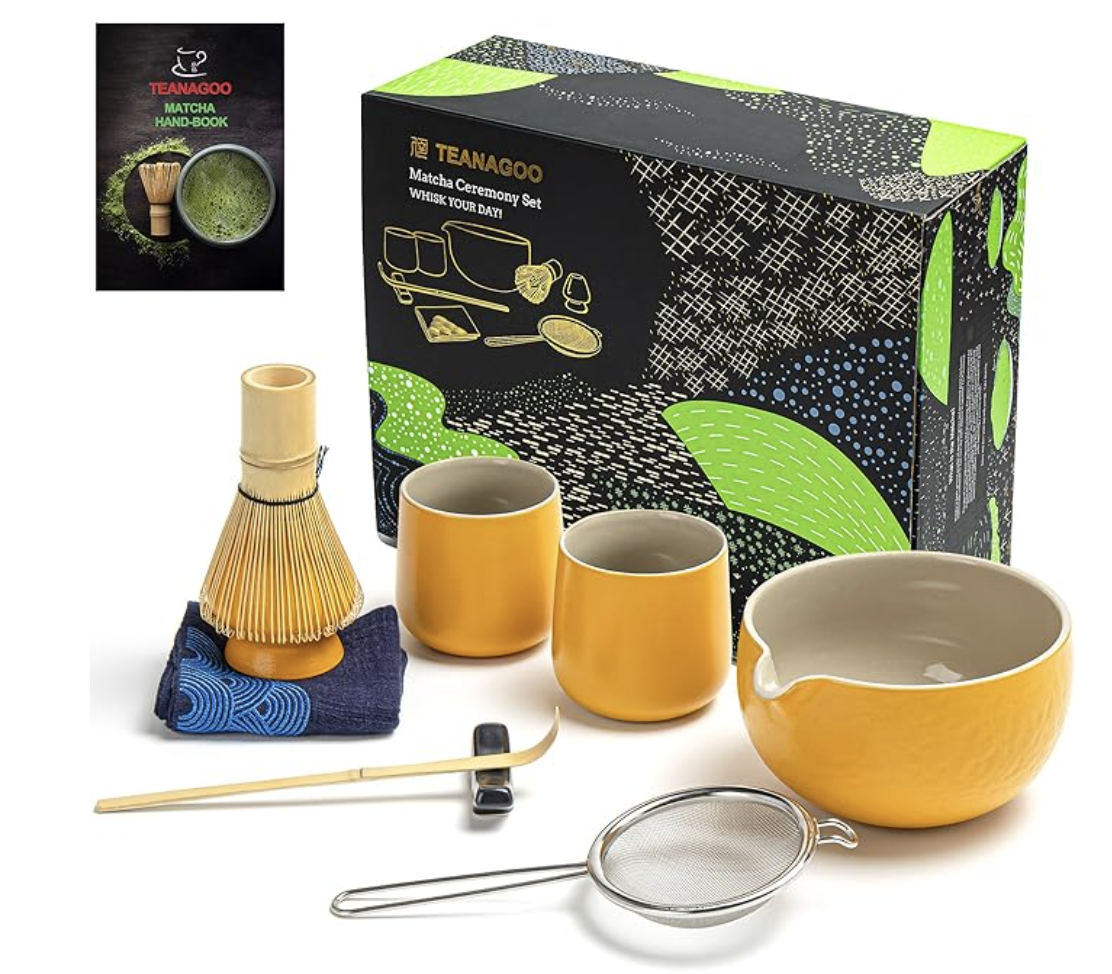 TEANAGOO
MATCHA
HAND-BOOK
TEANAGOO
Matcha Ceremony Set
WHISK YOUR DAY!